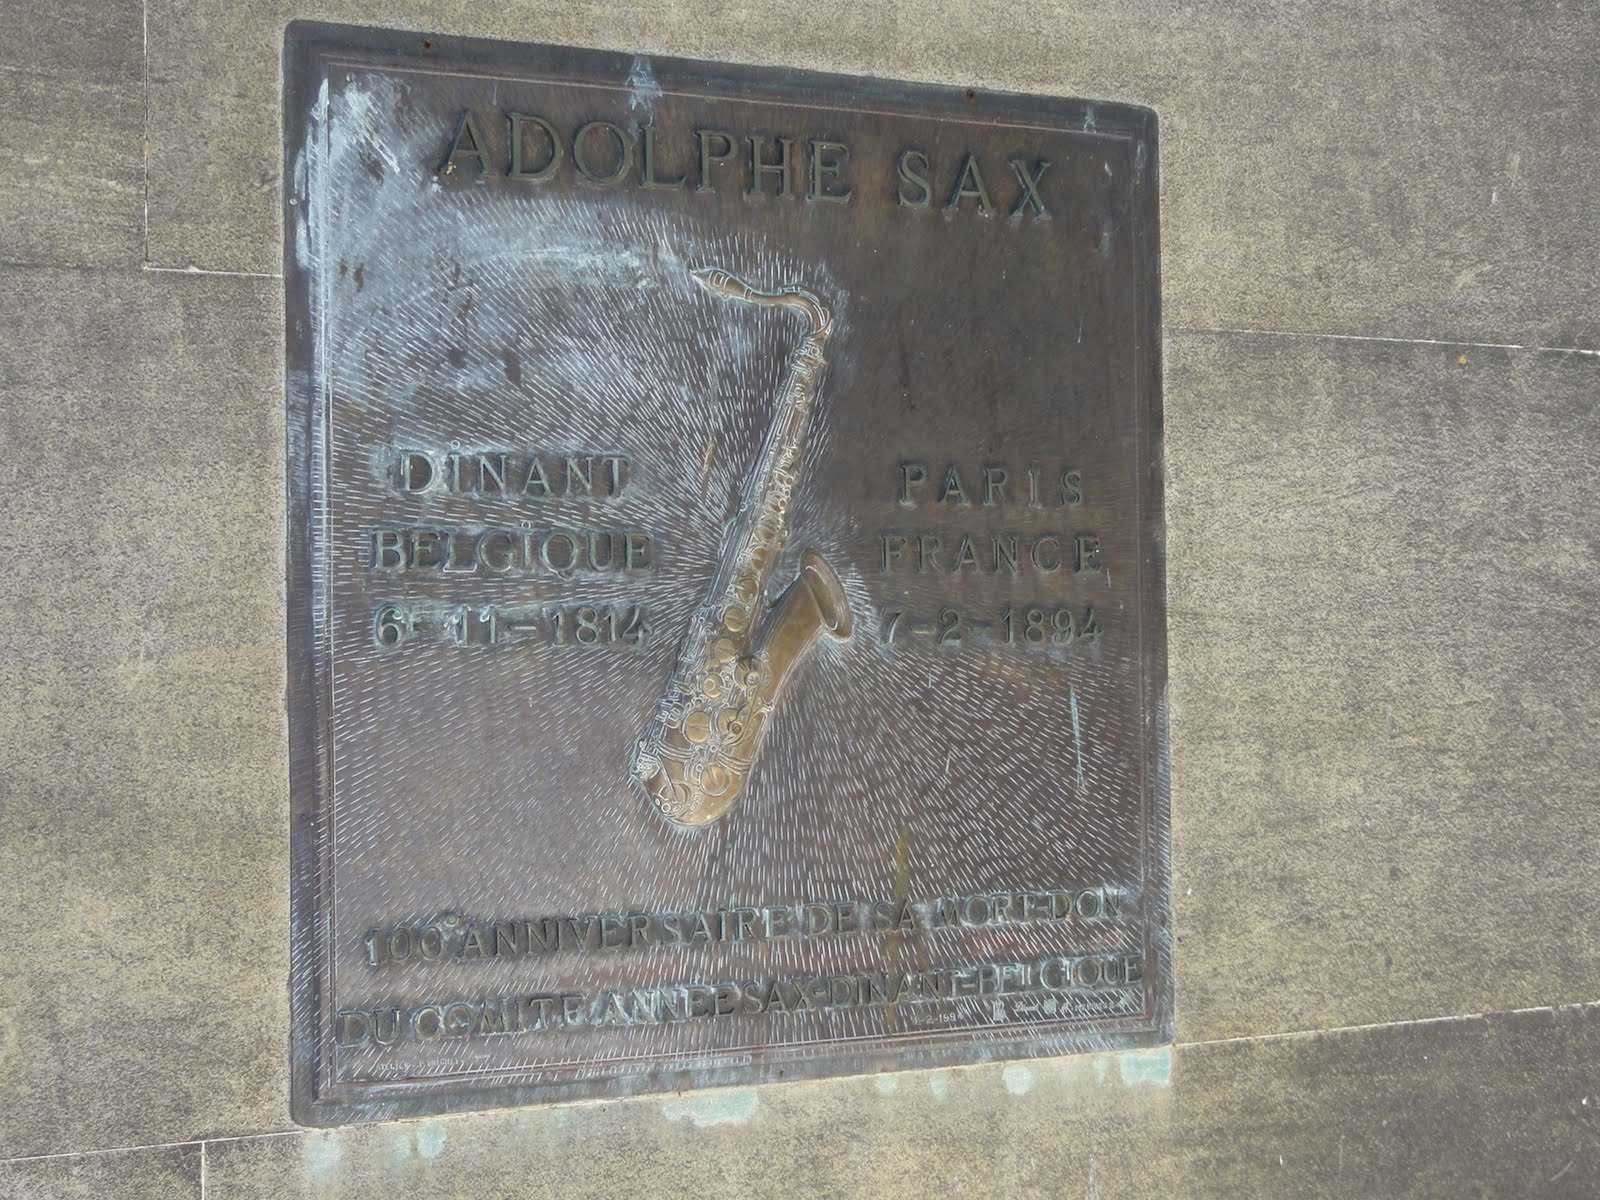 ADOLPHE SAX
DINANT
BELGIQUE
6-11-1814
PARIS
FRANCE
7-2-1894
100° ANNIVERSAIRE DE SA MORT-DON
DU COMITE ANNEE SAX-DINANT-BELGIQUE